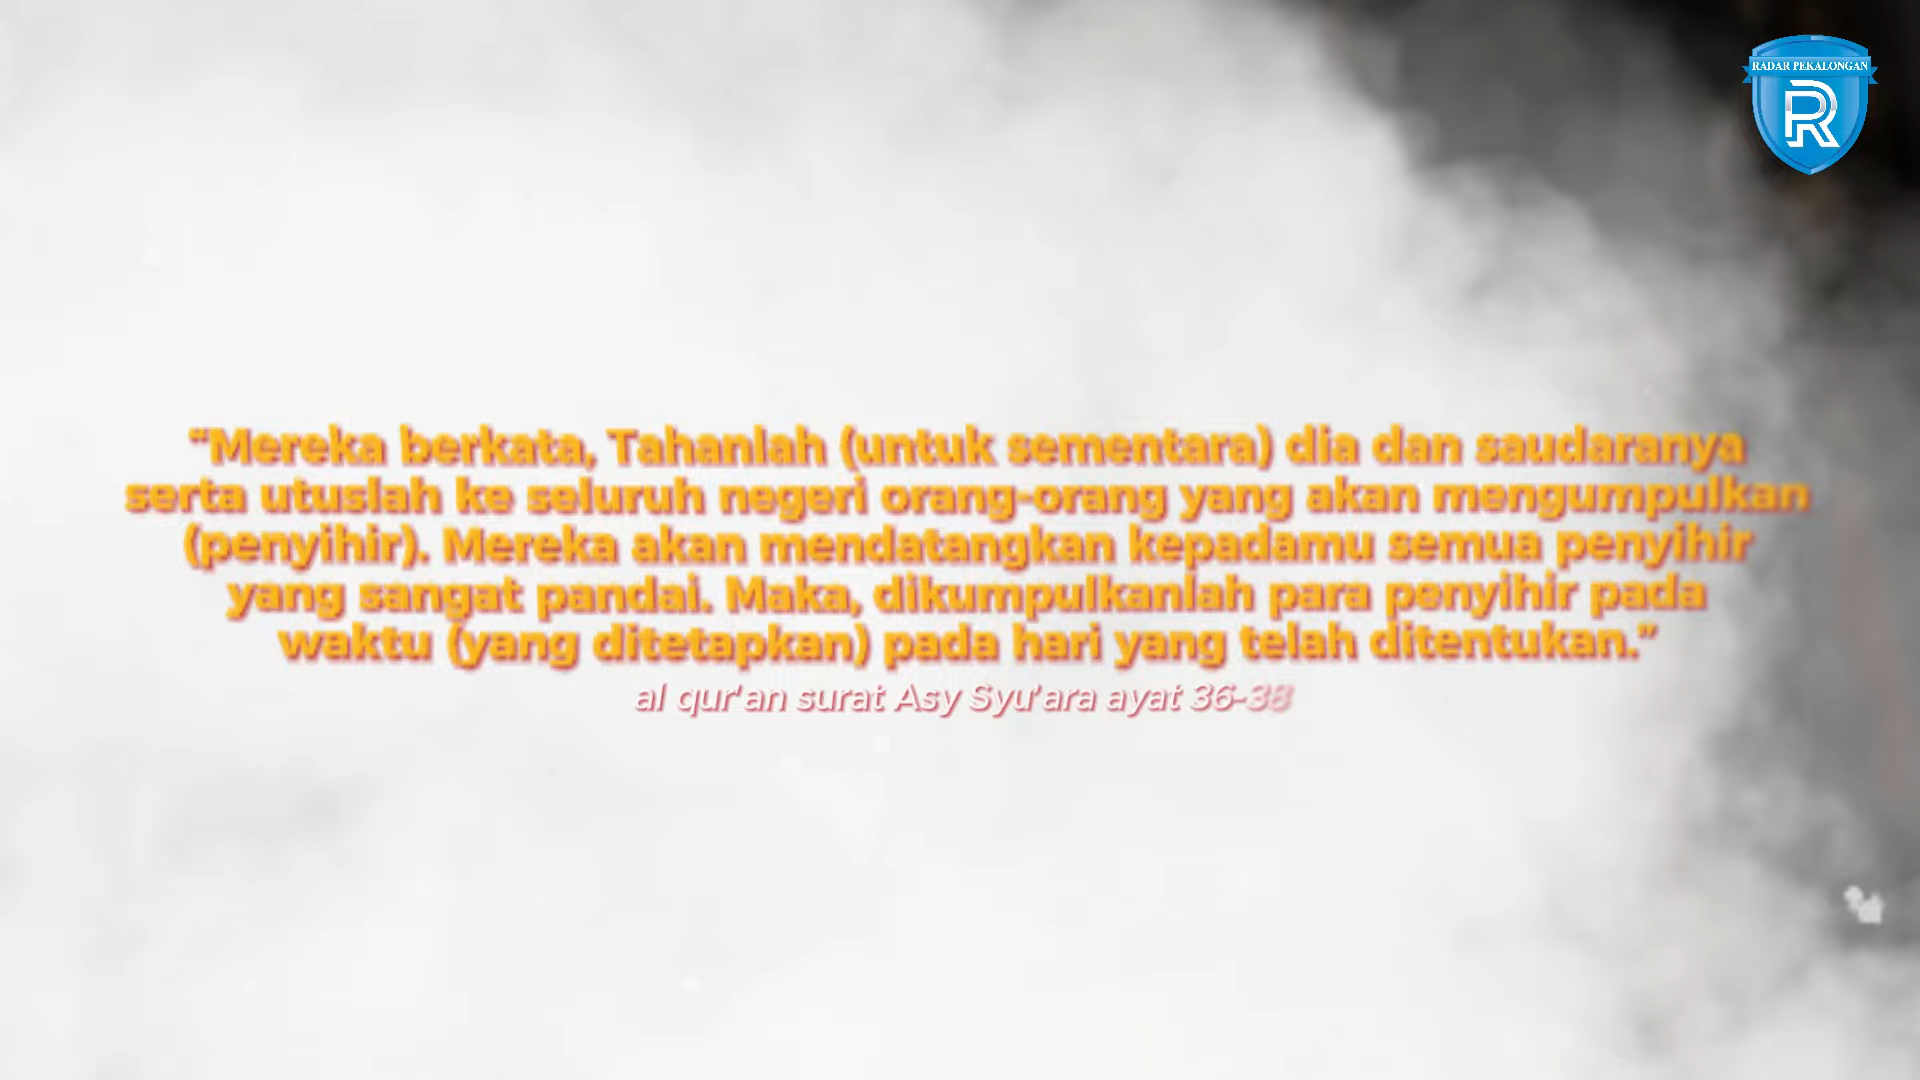 RADAR PEKALONGAN
R
"Mereka berkata, Tahanlah (untuk sementara) dia dan saudaranya
serta utuslah ke seluruh negeri orang-orang yang akan mengumpulkan
(penyihir). Mereka akan mendatangkan kepadamu semua penyihir
yang sangat pandai. Maka, dikumpulkanlah para penyihir pada
waktu (yang ditetapkan) pada hari yang telah ditentukan."
al qur'an surat Asy Syu'ara ayat 36-38